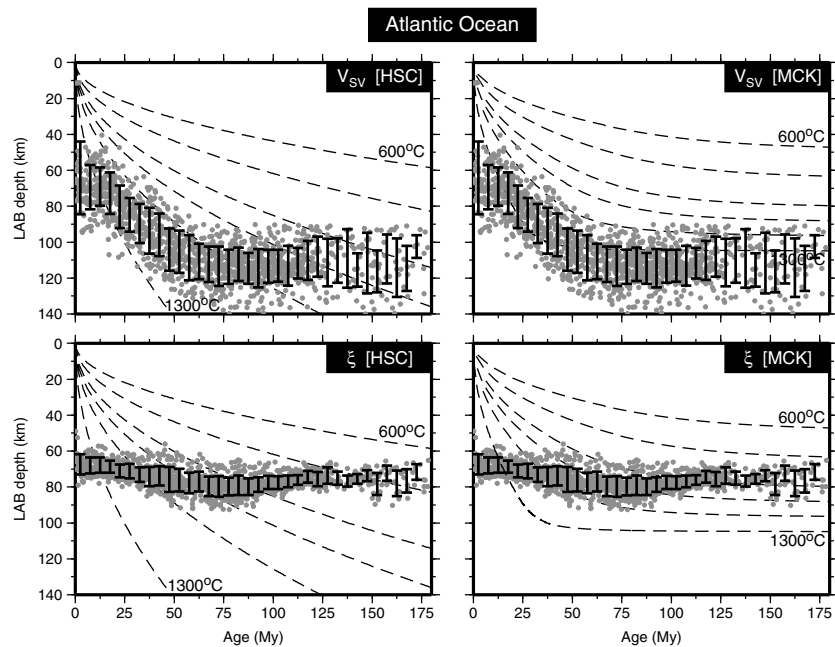 Atlantic Ocean
V_SV [HSC]
0
20
40
60
80
100
120
140
LAB depth (km)
600°C
1300°C
V_SV [MCK]
600°C
1300°C
ξ [HSC]
0
20
40
60
80
100
120
140
LAB depth (km)
600°C
1300°C
0 25 50 75 100 125 150 175
Age (My)
ξ [MCK]
600°C
1300°C
0 25 50 75 100 125 150 175
Age (My)